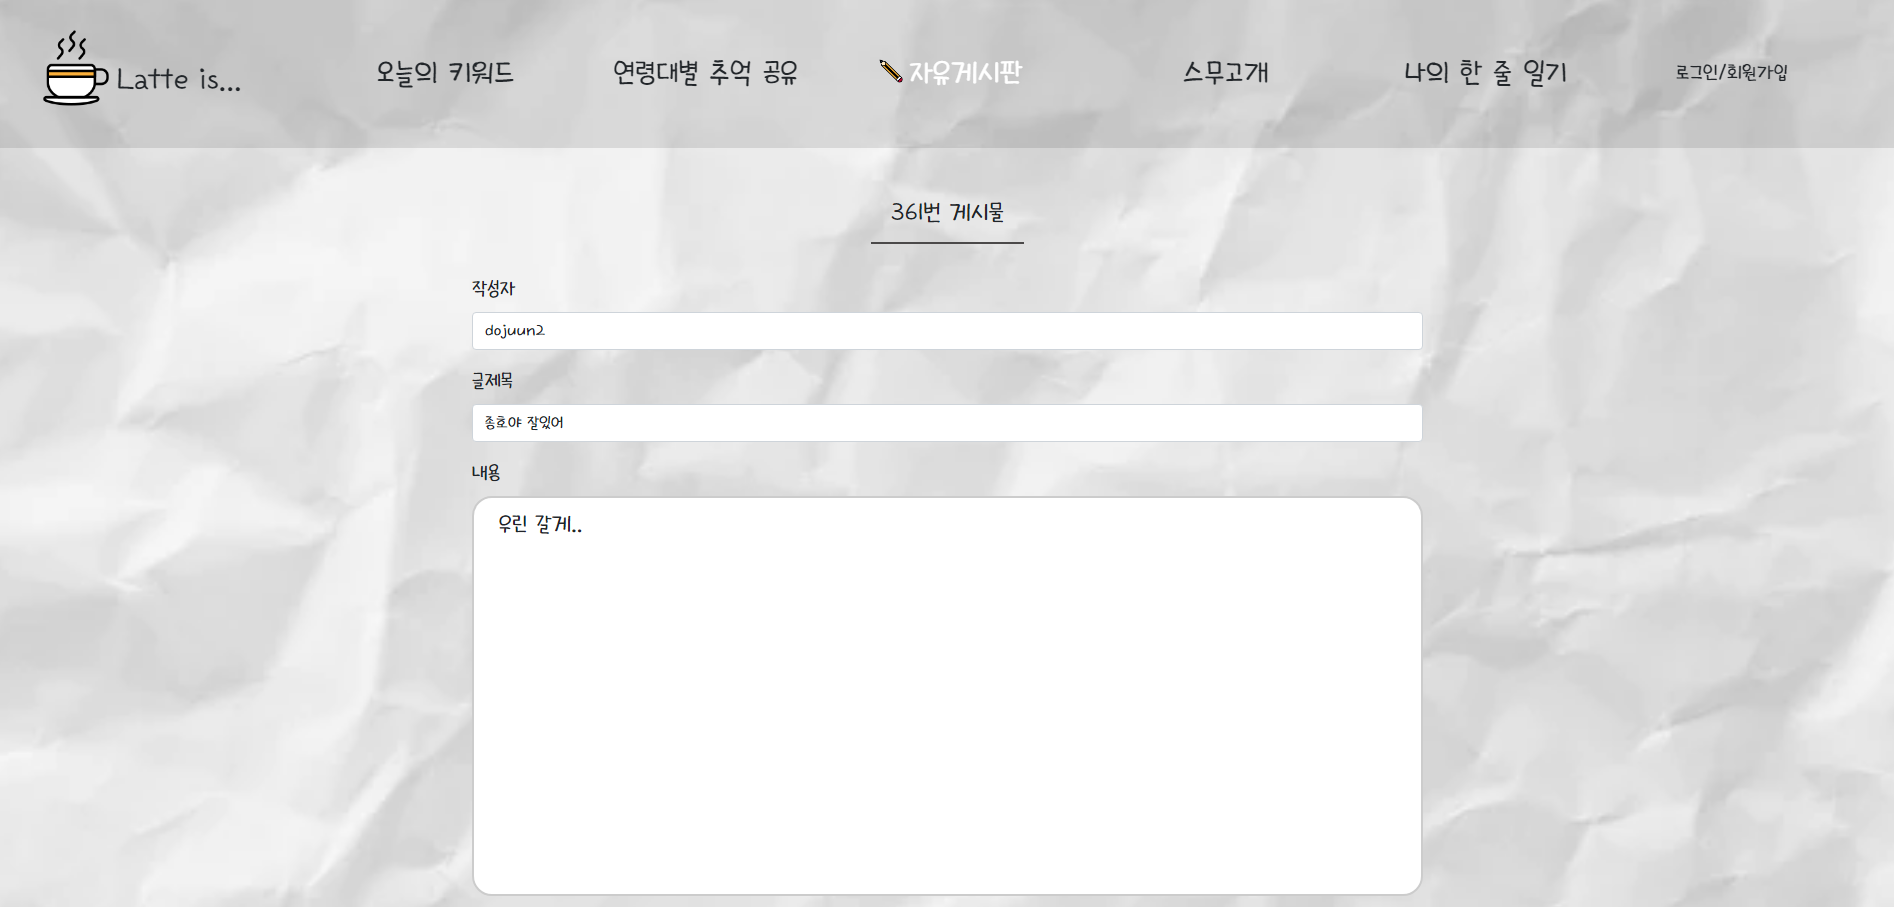 Latte is...
오늘의 키워드
연령대별 추억 공유
자유게시판
스무고개
나의 한 줄 일기
로그인/회원가입
361번 게시물
작성자
dojuun2
글제목
종호야 잘있어
내용
우린 갈게..